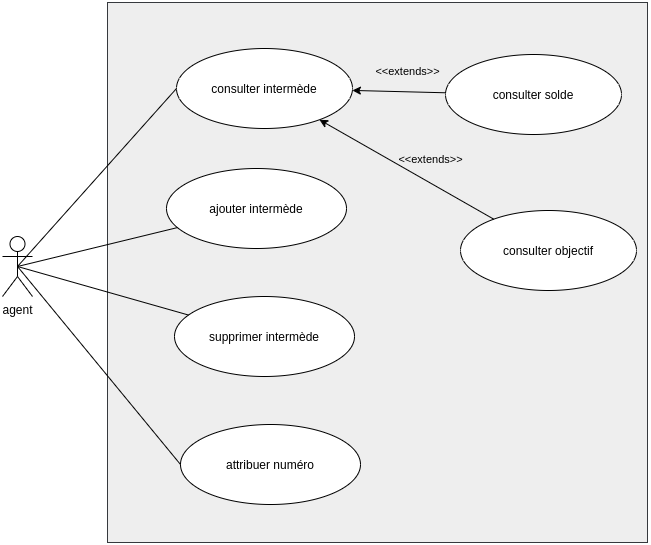 consulter intermède
<<extends>>
consulter solde
<<extends>>
ajouter intermède
consulter objectif
agent
supprimer intermède
attribuer numéro